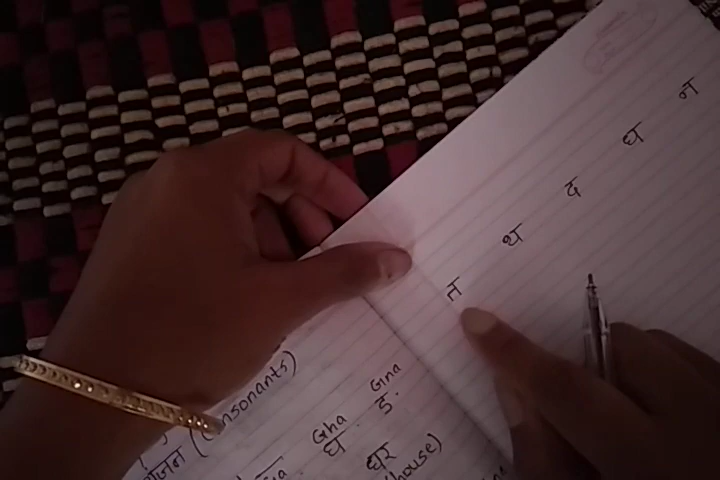 त थ द ध न
(Consonants)
Gha Gna
घ ङ
घर
(house)